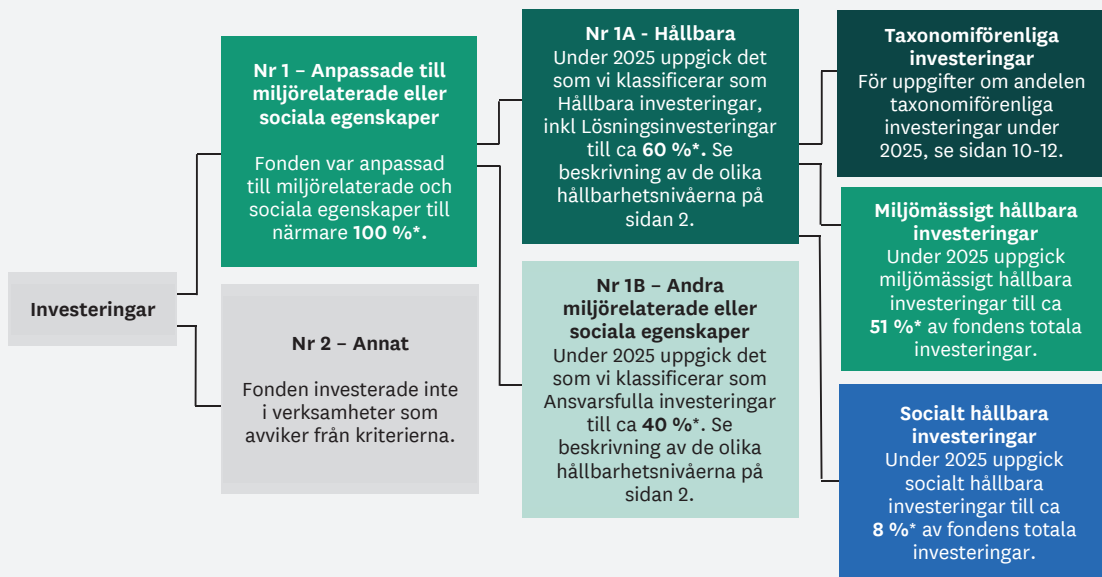 Investeringar
Nr 1 – Anpassade till
miljörelaterade eller
sociala egenskaper
Fonden var anpassad
till miljörelaterade och
sociala egenskaper till
närmare 100 %*.
Nr 2 – Annat
Fonden investerade inte
i verksamheter som
avviker från kriterierna.
Nr 1A - Hållbara
Under 2025 uppgick det
som vi klassificerar som
Hållbara investeringar,
inkl Lösningsinvesteringar
till ca 60 %*. Se
beskrivning av de olika
hållbarhetsnivåerna på
sidan 2.
Nr 1B – Andra
miljörelaterade eller
sociala egenskaper
Under 2025 uppgick det
som vi klassificerar som
Ansvarsfulla investeringar
till ca 40 %*. Se
beskrivning av de olika
hållbarhetsnivåerna på
sidan 2.
Taxonomiförenliga
investeringar
För uppgifter om andelen
taxonomiförenliga
investeringar under
2025, se sidan 10-12.
Miljömässigt hållbara
investeringar
Under 2025 uppgick
miljömässigt hållbara
investeringar till ca
51 %* av fondens totala
investeringar.
Socialt hållbara
investeringar
Under 2025 uppgick
socialt hållbara
investeringar till ca
8 %* av fondens totala
investeringar.